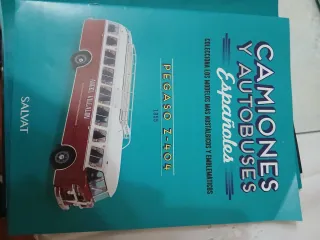 CAMIONES
Y AUTOBUSES
Españoles
COLECCIONA LOS MODELOS MÁS NOSTÁLGICOS Y EMBLEMÁTICOS
PEGASO Z-404
SALVAT